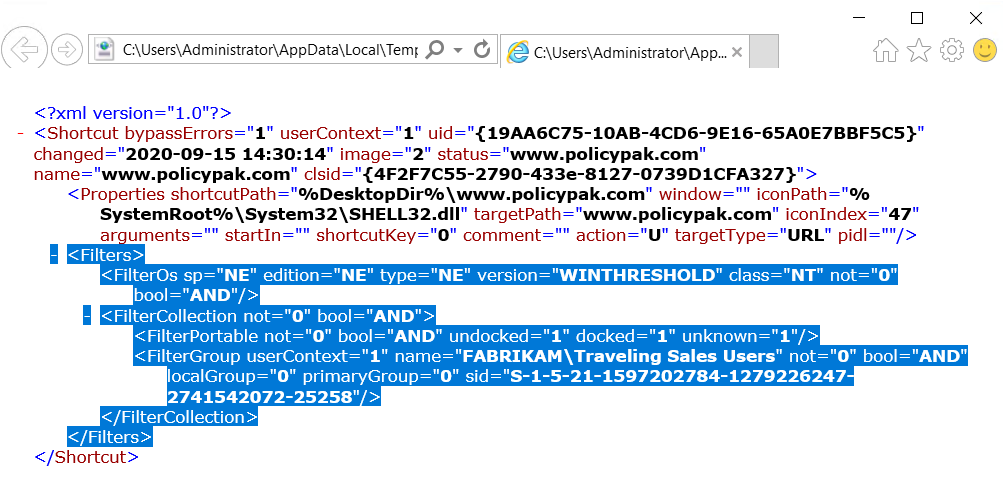 C:\Users\Administrator\AppData\Local\Temp
C:\Users\Administrator\App...
<?xml version="1.0"?>
- <Shortcut bypassErrors="1" userContext="1" uid="{19AA6C75-10AB-4CD6-9E16-65A0E7BBF5C5}"
changed="2020-09-15 14:30:14" image="2" status="www.policypak.com"
name="www.policypak.com" clsid="{4F2F7C55-2790-433e-8127-0739D1CFA327}">
<Properties shortcutPath="%DesktopDir%\www.policypak.com" window="" iconPath="%
SystemRoot%\System32\SHELL32.dll" targetPath="www.policypak.com" iconIndex="47"
arguments="" startIn="" shortcutKey="0" comment="" action="U" targetType="URL" pidl=""/>
- <Filters>
<FilterOs sp="NE" edition="NE" type="NE" version="WINTHRESHOLD" class="NT" not="0"
bool="AND"/>
- <FilterCollection not="0" bool="AND">
<FilterPortable not="0" bool="AND" undocked="1" docked="1" unknown="1"/>
<FilterGroup userContext="1" name="FABRIKAM\Traveling Sales Users" not="0" bool="AND"
localGroup="0" primaryGroup="0" sid="S-1-5-21-1597202784-1279226247-
2741542072-25258"/>
</FilterCollection>
</Filters>
</Shortcut>